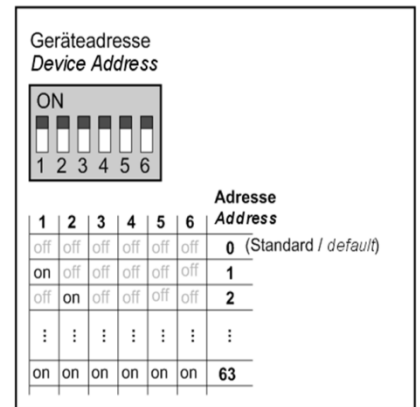 Geräteadresse
Device Address
ON
1 2 3 4 5 6
Adresse
1 2 3 4 5 6 Address
off off off off off off 0 (Standard / default)
on off off off off off 1
off on off off off off 2
⋮ ⋮ ⋮ ⋮ ⋮ ⋮ ⋮
on on on on on on 63